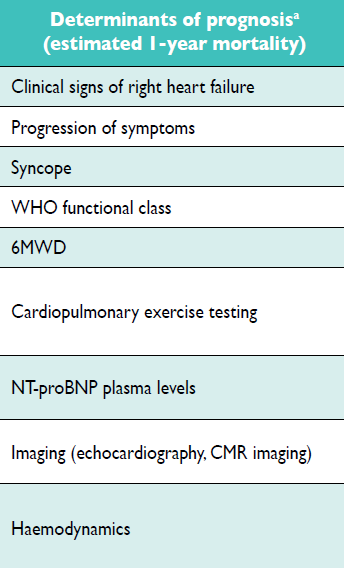 Determinants of prognosisᵃ
(estimated 1-year mortality)
Clinical signs of right heart failure
Progression of symptoms
Syncope
WHO functional class
6MWD
Cardiopulmonary exercise testing
NT-proBNP plasma levels
Imaging (echocardiography, CMR imaging)
Haemodynamics